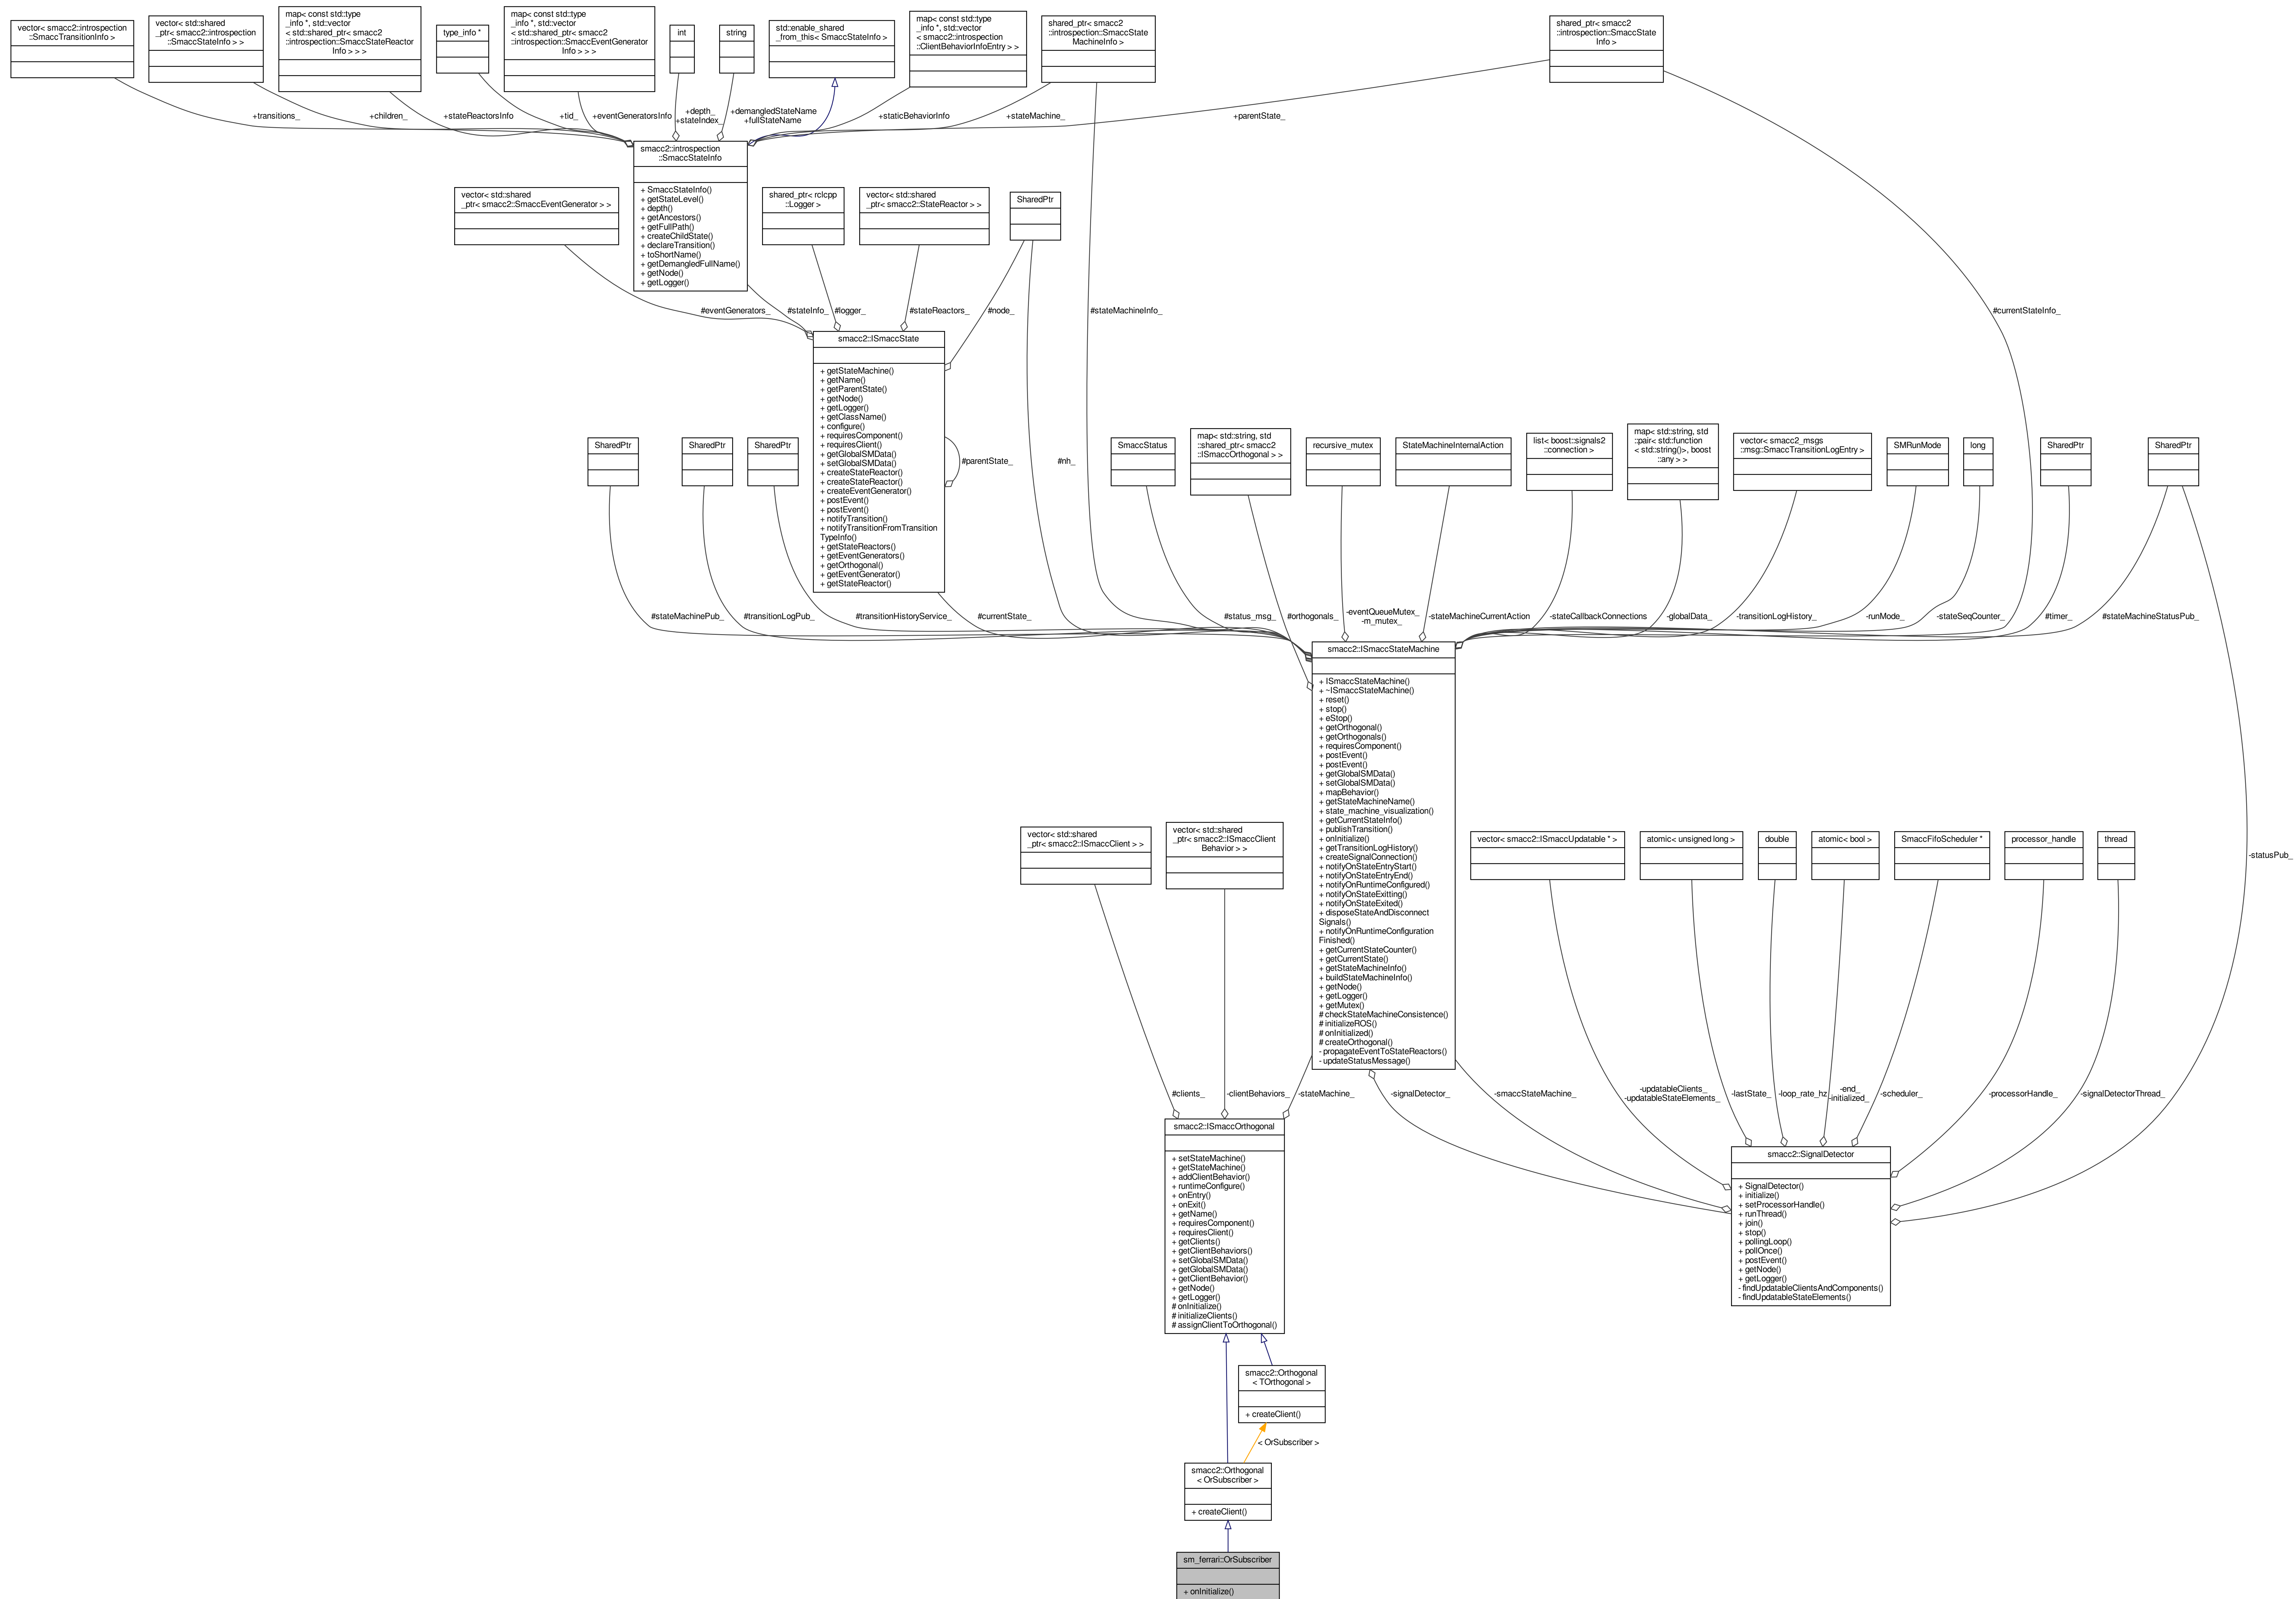 vector< smacc2::introspection
::SmaccTransitionInfo >
vector< std::shared
_ptr< smacc2::introspection
::SmaccStateInfo > >
map< const std::type
_info *, std::vector
< std::shared_ptr< smacc2
::introspection::SmaccStateReactor
Info > > >
type_info *
map< const std::type
_info *, std::vector
< std::shared_ptr< smacc2
::introspection::SmaccEventGenerator
Info > > >
int
string
std::enable_shared
_from_this< SmaccStateInfo >
map< const std::type
_info *, std::vector
< smacc2::introspection
::ClientBehaviorInfoEntry > >
shared_ptr< smacc2
::introspection::SmaccState
MachineInfo >
shared_ptr< smacc2
::introspection::SmaccState
Info >
+transitions_
+children_
+stateReactorsInfo
+tid_
+eventGeneratorsInfo
+depth_
+stateIndex_
+demangledStateName
+fullStateName
+staticBehaviorInfo
+stateMachine_
+parentState_
smacc2::introspection
::SmaccStateInfo
+ SmaccStateInfo()
+ getStateLevel()
+ depth()
+ getAncestors()
+ getFullPath()
+ createChildState()
+ declareTransition()
+ toShortName()
+ getDemangledFullName()
+ getNode()
+ getLogger()
vector< std::shared
_ptr< smacc2::SmaccEventGenerator > >
shared_ptr< rclcpp
::Logger >
vector< std::shared
_ptr< smacc2::StateReactor > >
SharedPtr
#eventGenerators_
#stateInfo_
#logger_
#stateReactors_
#node_
#stateMachineInfo_
#currentStateInfo_
smacc2::ISmaccState
+ getStateMachine()
+ getName()
+ getParentState()
+ getNode()
+ getLogger()
+ getClassName()
+ configure()
+ requiresComponent()
+ requiresClient()
+ getGlobalSMData()
+ setGlobalSMData()
+ createStateReactor()
+ createStateReactor()
+ createEventGenerator()
+ postEvent()
+ postEvent()
+ notifyTransition()
+ notifyTransitionFromTransition
TypeInfo()
+ getStateReactors()
+ getEventGenerators()
+ getOrthogonal()
+ getEventGenerator()
+ getStateReactor()
#parentState_
#nh_
SharedPtr
SharedPtr
SharedPtr
SmaccStatus
map< std::string, std
::shared_ptr< smacc2
::ISmaccOrthogonal > >
recursive_mutex
StateMachineInternalAction
list< boost::signals2
::connection >
map< std::string, std
::pair< std::function
< std::string()>, boost
::any > >
vector< smacc2_msgs
::msg::SmaccTransitionLogEntry >
SMRunMode
long
SharedPtr
SharedPtr
#stateMachinePub_
#transitionLogPub_
#transitionHistoryService_
#currentState_
#status_msg_
#orthogonals_
-eventQueueMutex_
-m_mutex_
-stateMachineCurrentAction
-stateCallbackConnections
-globalData_
-transitionLogHistory_
-runMode_
-stateSeqCounter_
#timer_
#stateMachineStatusPub_
smacc2::ISmaccStateMachine
+ ISmaccStateMachine()
+ ~ISmaccStateMachine()
+ reset()
+ stop()
+ eStop()
+ getOrthogonal()
+ getOrthogonals()
+ requiresComponent()
+ postEvent()
+ postEvent()
+ getGlobalSMData()
+ setGlobalSMData()
+ mapBehavior()
+ getStateMachineName()
+ state_machine_visualization()
+ getCurrentStateInfo()
+ publishTransition()
+ onInitialize()
+ getTransitionLogHistory()
+ createSignalConnection()
+ notifyOnStateEntryStart()
+ notifyOnStateEntryEnd()
+ notifyOnRuntimeConfigured()
+ notifyOnStateExitting()
+ notifyOnStateExited()
+ disposeStateAndDisconnect
Signals()
+ notifyOnRuntimeConfiguration
Finished()
+ getCurrentStateCounter()
+ getCurrentState()
+ getStateMachineInfo()
+ buildStateMachineInfo()
+ getNode()
+ getLogger()
+ getMutex()
# checkStateMachineConsistence()
# initializeROS()
# onInitialized()
# createOrthogonal()
- propagateEventToStateReactors()
- updateStatusMessage()
vector< std::shared
_ptr< smacc2::ISmaccClient > >
vector< std::shared
_ptr< smacc2::ISmaccClient
Behavior > >
vector< smacc2::ISmaccUpdatable * >
atomic< unsigned long >
double
atomic< bool >
SmaccFifoScheduler *
processor_handle
thread
-statusPub_
#clients_
-clientBehaviors_
-stateMachine_
-signalDetector_
-smaccStateMachine_
-updatableClients_
-updatableStateElements_
-lastState_
-loop_rate_hz
-end_
-initialized_
-scheduler_
-processorHandle_
-signalDetectorThread_
smacc2::ISmaccOrthogonal
+ setStateMachine()
+ getStateMachine()
+ addClientBehavior()
+ runtimeConfigure()
+ onEntry()
+ onExit()
+ getName()
+ requiresComponent()
+ requiresClient()
+ getClients()
+ getClientBehaviors()
+ setGlobalSMData()
+ getGlobalSMData()
+ getClientBehavior()
+ getNode()
+ getLogger()
# onInitialize()
# initializeClients()
# assignClientToOrthogonal()
smacc2::SignalDetector
+ SignalDetector()
+ initialize()
+ setProcessorHandle()
+ runThread()
+ join()
+ stop()
+ pollingLoop()
+ pollOnce()
+ postEvent()
+ getNode()
+ getLogger()
- findUpdatableClientsAndComponents()
- findUpdatableStateElements()
smacc2::Orthogonal
< TOrthogonal >
+ createClient()
< OrSubscriber >
smacc2::Orthogonal
< OrSubscriber >
+ createClient()
sm_ferrari::OrSubscriber
+ onInitialize()